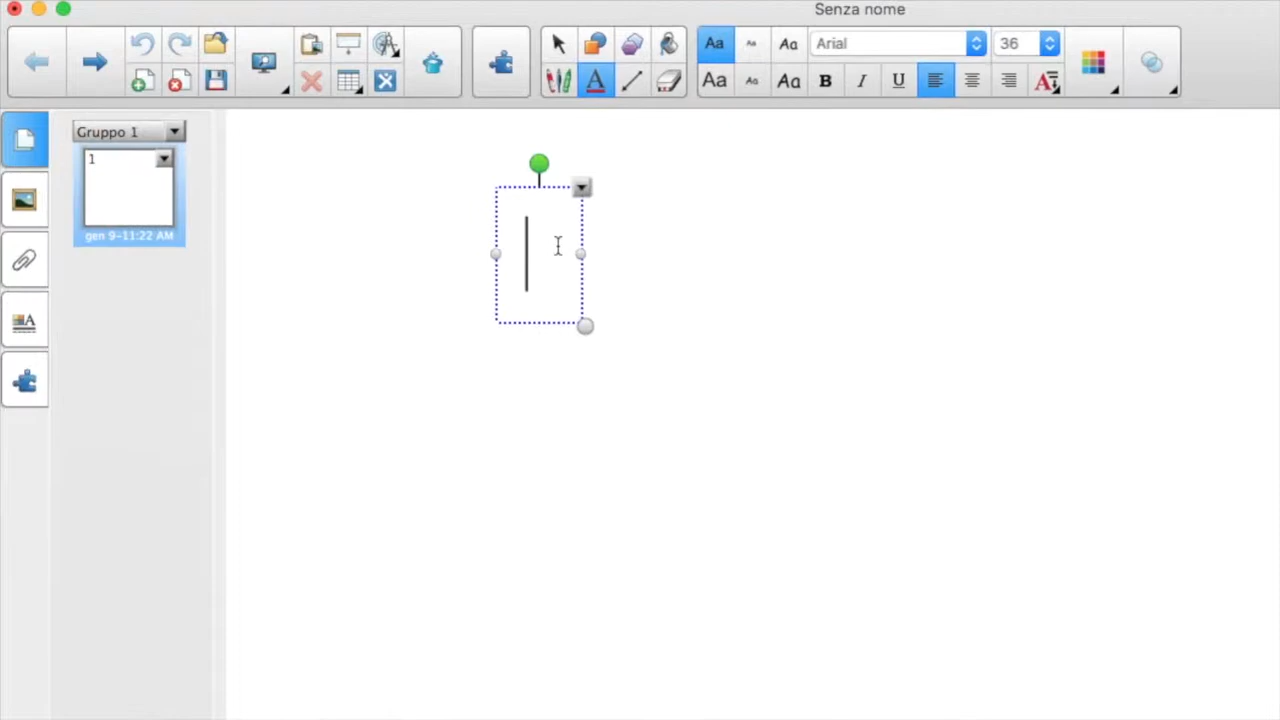 Senza nome
Aa Aa Aa Arial 36
Aa Aa Aa B I U A
A
Gruppo 1
1
gen 9-11:22 AM
A